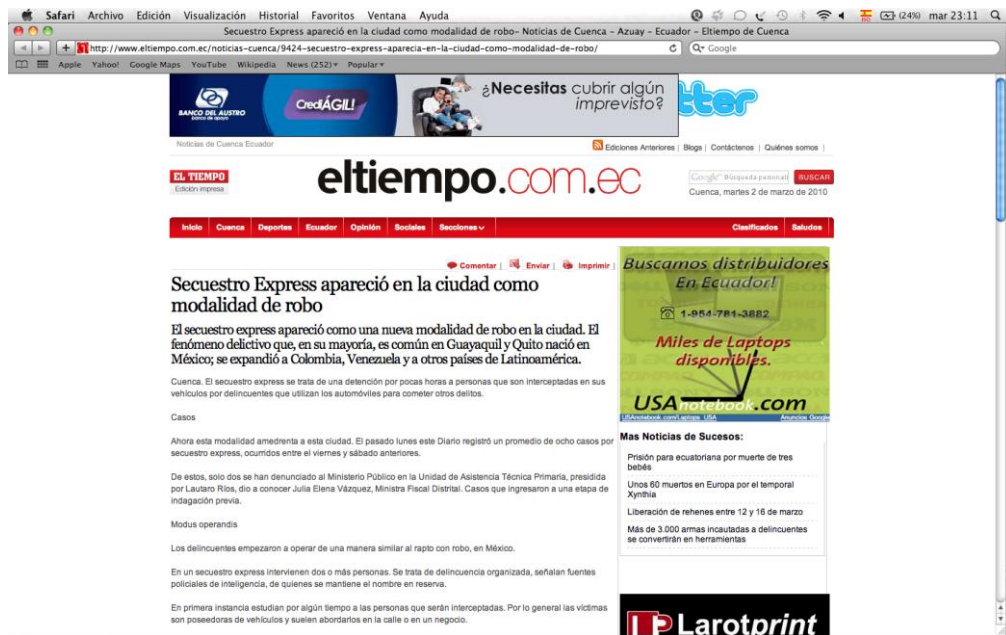 Safari Archivo Edición Visualización Historial Favoritos Ventana Ayuda (24%) mar 23:11
Secuestro Express apareció en la ciudad como modalidad de robo– Noticias de Cuenca – Azuay – Ecuador – Eltiempo de Cuenca
http://www.eltiempo.com.ec/noticias-cuenca/9424-secuestro-express-aparecia-en-la-ciudad-como-modalidad-de-robo/ Google
Apple Yahoo! Google Maps YouTube Wikipedia News (252) Popular
BANCO DEL AUSTRO
banco de apoyo
CrediÁGIL!
¿Necesitas cubrir algún
imprevisto?
tter
Noticias de Cuenca Ecuador
Ediciones Anteriores | Blogs | Contáctenos | Quiénes somos |
EL TIEMPO
Edición impresa
eltiempo.com.ec
Google Búsqueda personali BUSCAR
Cuenca, martes 2 de marzo de 2010
Inicio Cuenca Deportes Ecuador Opinión Sociales Secciones Clasificados Saludos
Comentar | Enviar | Imprimir |
Secuestro Express apareció en la ciudad como
modalidad de robo
El secuestro express apareció como una nueva modalidad de robo en la ciudad. El
fenómeno delictivo que, en su mayoría, es común en Guayaquil y Quito nació en
México; se expandió a Colombia, Venezuela y a otros países de Latinoamérica.
Cuenca. El secuestro express se trata de una detención por pocas horas a personas que son interceptadas en sus
vehículos por delincuentes que utilizan los automóviles para cometer otros delitos.
Casos
Ahora esta modalidad amedrenta a esta ciudad. El pasado lunes este Diario registró un promedio de ocho casos por
secuestro express, ocurridos entre el viernes y sábado anteriores.
De estos, solo dos se han denunciado al Ministerio Público en la Unidad de Asistencia Técnica Primaria, presidida
por Lautaro Ríos, dio a conocer Julia Elena Vázquez, Ministra Fiscal Distrital. Casos que ingresaron a una etapa de
indagación previa.
Modus operandis
Los delincuentes empezaron a operar de una manera similar al rapto con robo, en México.
En un secuestro express intervienen dos o más personas. Se trata de delincuencia organizada, señalan fuentes
policiales de inteligencia, de quienes se mantiene el nombre en reserva.
En primera instancia estudian por algún tiempo a las personas que serán interceptadas. Por lo general las víctimas
son poseedoras de vehículos y suelen abordarlos en la calle o en un negocio.
Buscamos distribuidores
En Ecuador!
1-954-781-3882
Miles de Laptops
disponibles.
USAnotebook.com
USAnotebook.com/Laptops_USA Anuncios Google
Mas Noticias de Sucesos:
Prisión para ecuatoriana por muerte de tres
bebés
Unos 60 muertos en Europa por el temporal
Xynthia
Liberación de rehenes entre 12 y 16 de marzo
Más de 3.000 armas incautadas a delincuentes
se convertirán en herramientas
Larotprint